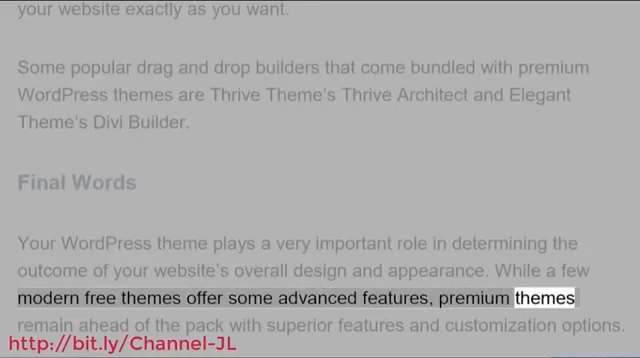 your website exactly as you want.
Some popular drag and drop builders that come bundled with premium
WordPress themes are Thrive Theme's Thrive Architect and Elegant
Theme's Divi Builder.
Final Words
Your WordPress theme plays a very important role in determining the
outcome of your website's overall design and appearance. While a few
modern free themes offer some advanced features, premium themes
remain ahead of the pack with superior features and customization options.
http://bit.ly/Channel-JL